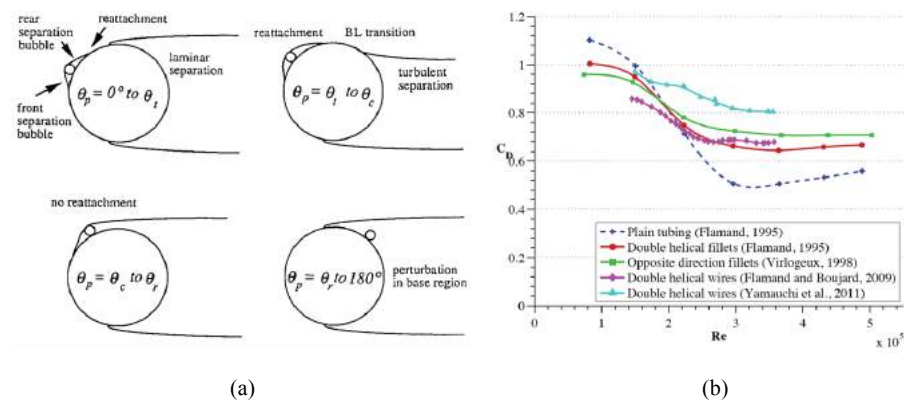 rear
separation
bubble
reattachment
laminar
separation
θp = 0° to θt
front
separation
bubble
reattachment
BL transition
turbulent
separation
θp = θt to θc
no reattachment
θp = θc to θr
θp = θr to 180°
perturbation
in base region
(a)
1.2
1
0.8
0.6
0.4
0.2
0
CD
Plain tubing (Flamand, 1995)
Double helical fillets (Flamand, 1995)
Opposite direction fillets (Virlogeux, 1998)
Double helical wires (Flamand and Boujard, 2009)
Double helical wires (Yamauchi et al., 2011)
0 1 2 3 4 5
Re
x 10⁵
(b)